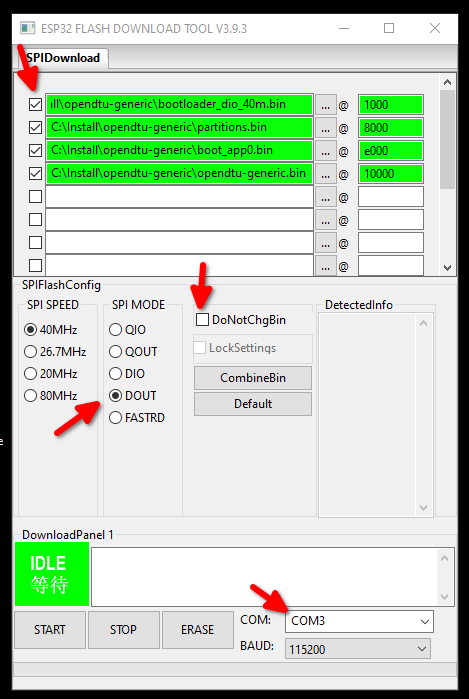 ESP32 FLASH DOWNLOAD TOOL V3.9.3
SPIDownload
ıll\opendtu-generic\bootloader_dio_40m.bin ... @ 1000
C:\Install\opendtu-generic\partitions.bin ... @ 8000
C:\Install\opendtu-generic\boot_app0.bin ... @ e000
C:\Install\opendtu-generic\opendtu-generic.bin ... @ 10000
... @
... @
... @
... @
SPIFlashConfig
SPI SPEED
40MHz
26.7MHz
20MHz
80MHz
SPI MODE
QIO
QOUT
DIO
DOUT
FASTRD
DoNotChgBin
LockSettings
CombineBin
Default
DetectedInfo
DownloadPanel 1
IDLE
等待
START STOP ERASE
COM: COM3
BAUD: 115200